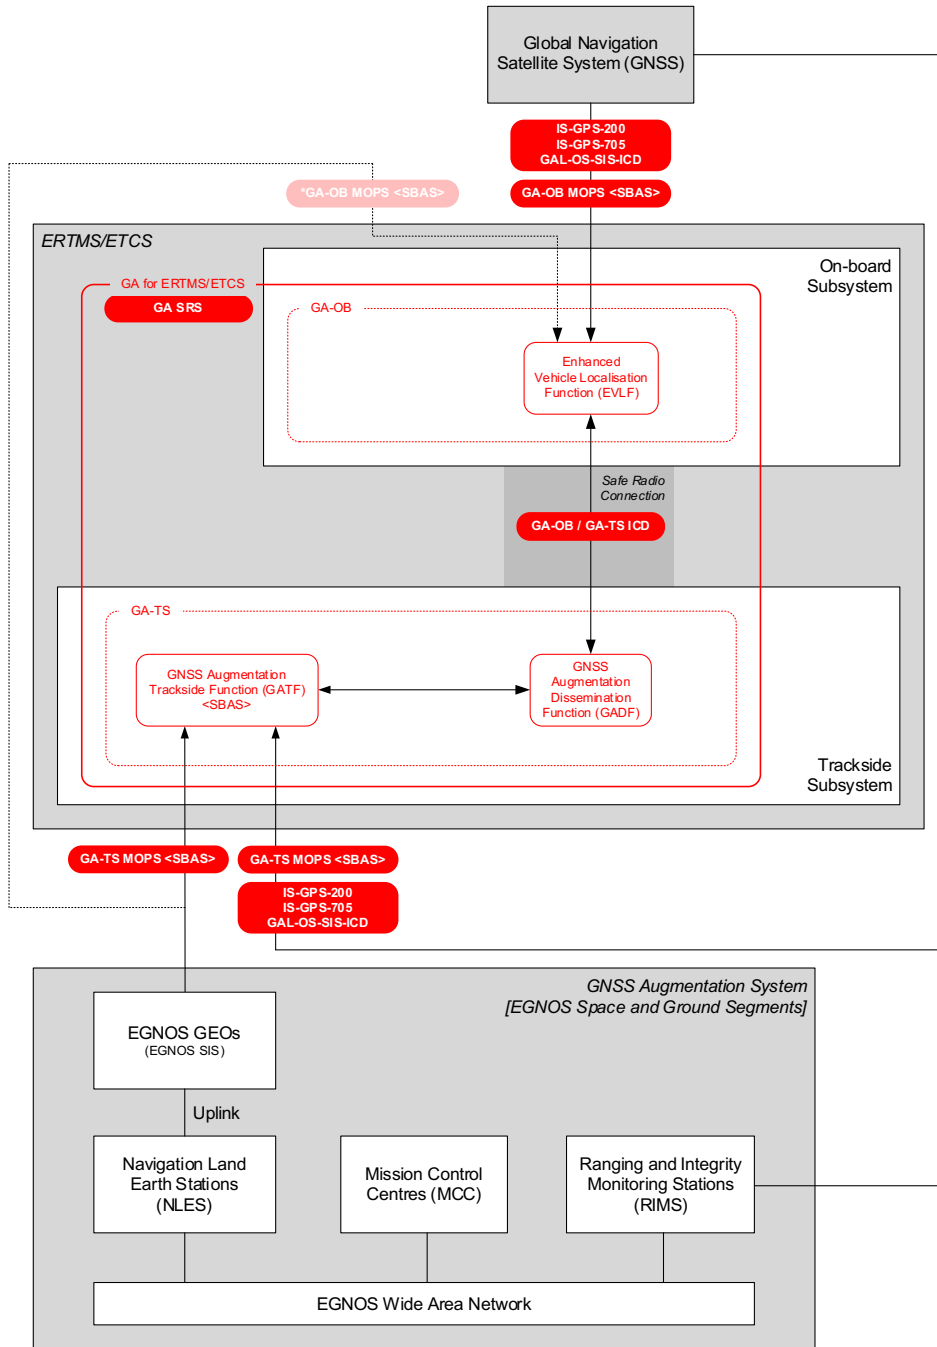 Global Navigation
Satellite System (GNSS)
IS-GPS-200
IS-GPS-705
GAL-OS-SIS-ICD
*GA-OB MOPS <SBAS>
GA-OB MOPS <SBAS>
ERTMS/ETCS
On-board
Subsystem
GA for ERTMS/ETCS
GA SRS
GA-OB
Enhanced
Vehicle Localisation
Function (EVLF)
Safe Radio
Connection
GA-OB / GA-TS ICD
GA-TS
GNSS Augmentation
Trackside Function (GATF)
<SBAS>
GNSS
Augmentation
Dissemination
Function (GADF)
Trackside
Subsystem
GA-TS MOPS <SBAS>
GA-TS MOPS <SBAS>
IS-GPS-200
IS-GPS-705
GAL-OS-SIS-ICD
GNSS Augmentation System
[EGNOS Space and Ground Segments]
EGNOS GEOs
(EGNOS SIS)
Uplink
Navigation Land
Earth Stations
(NLES)
Mission Control
Centres (MCC)
Ranging and Integrity
Monitoring Stations
(RIMS)
EGNOS Wide Area Network